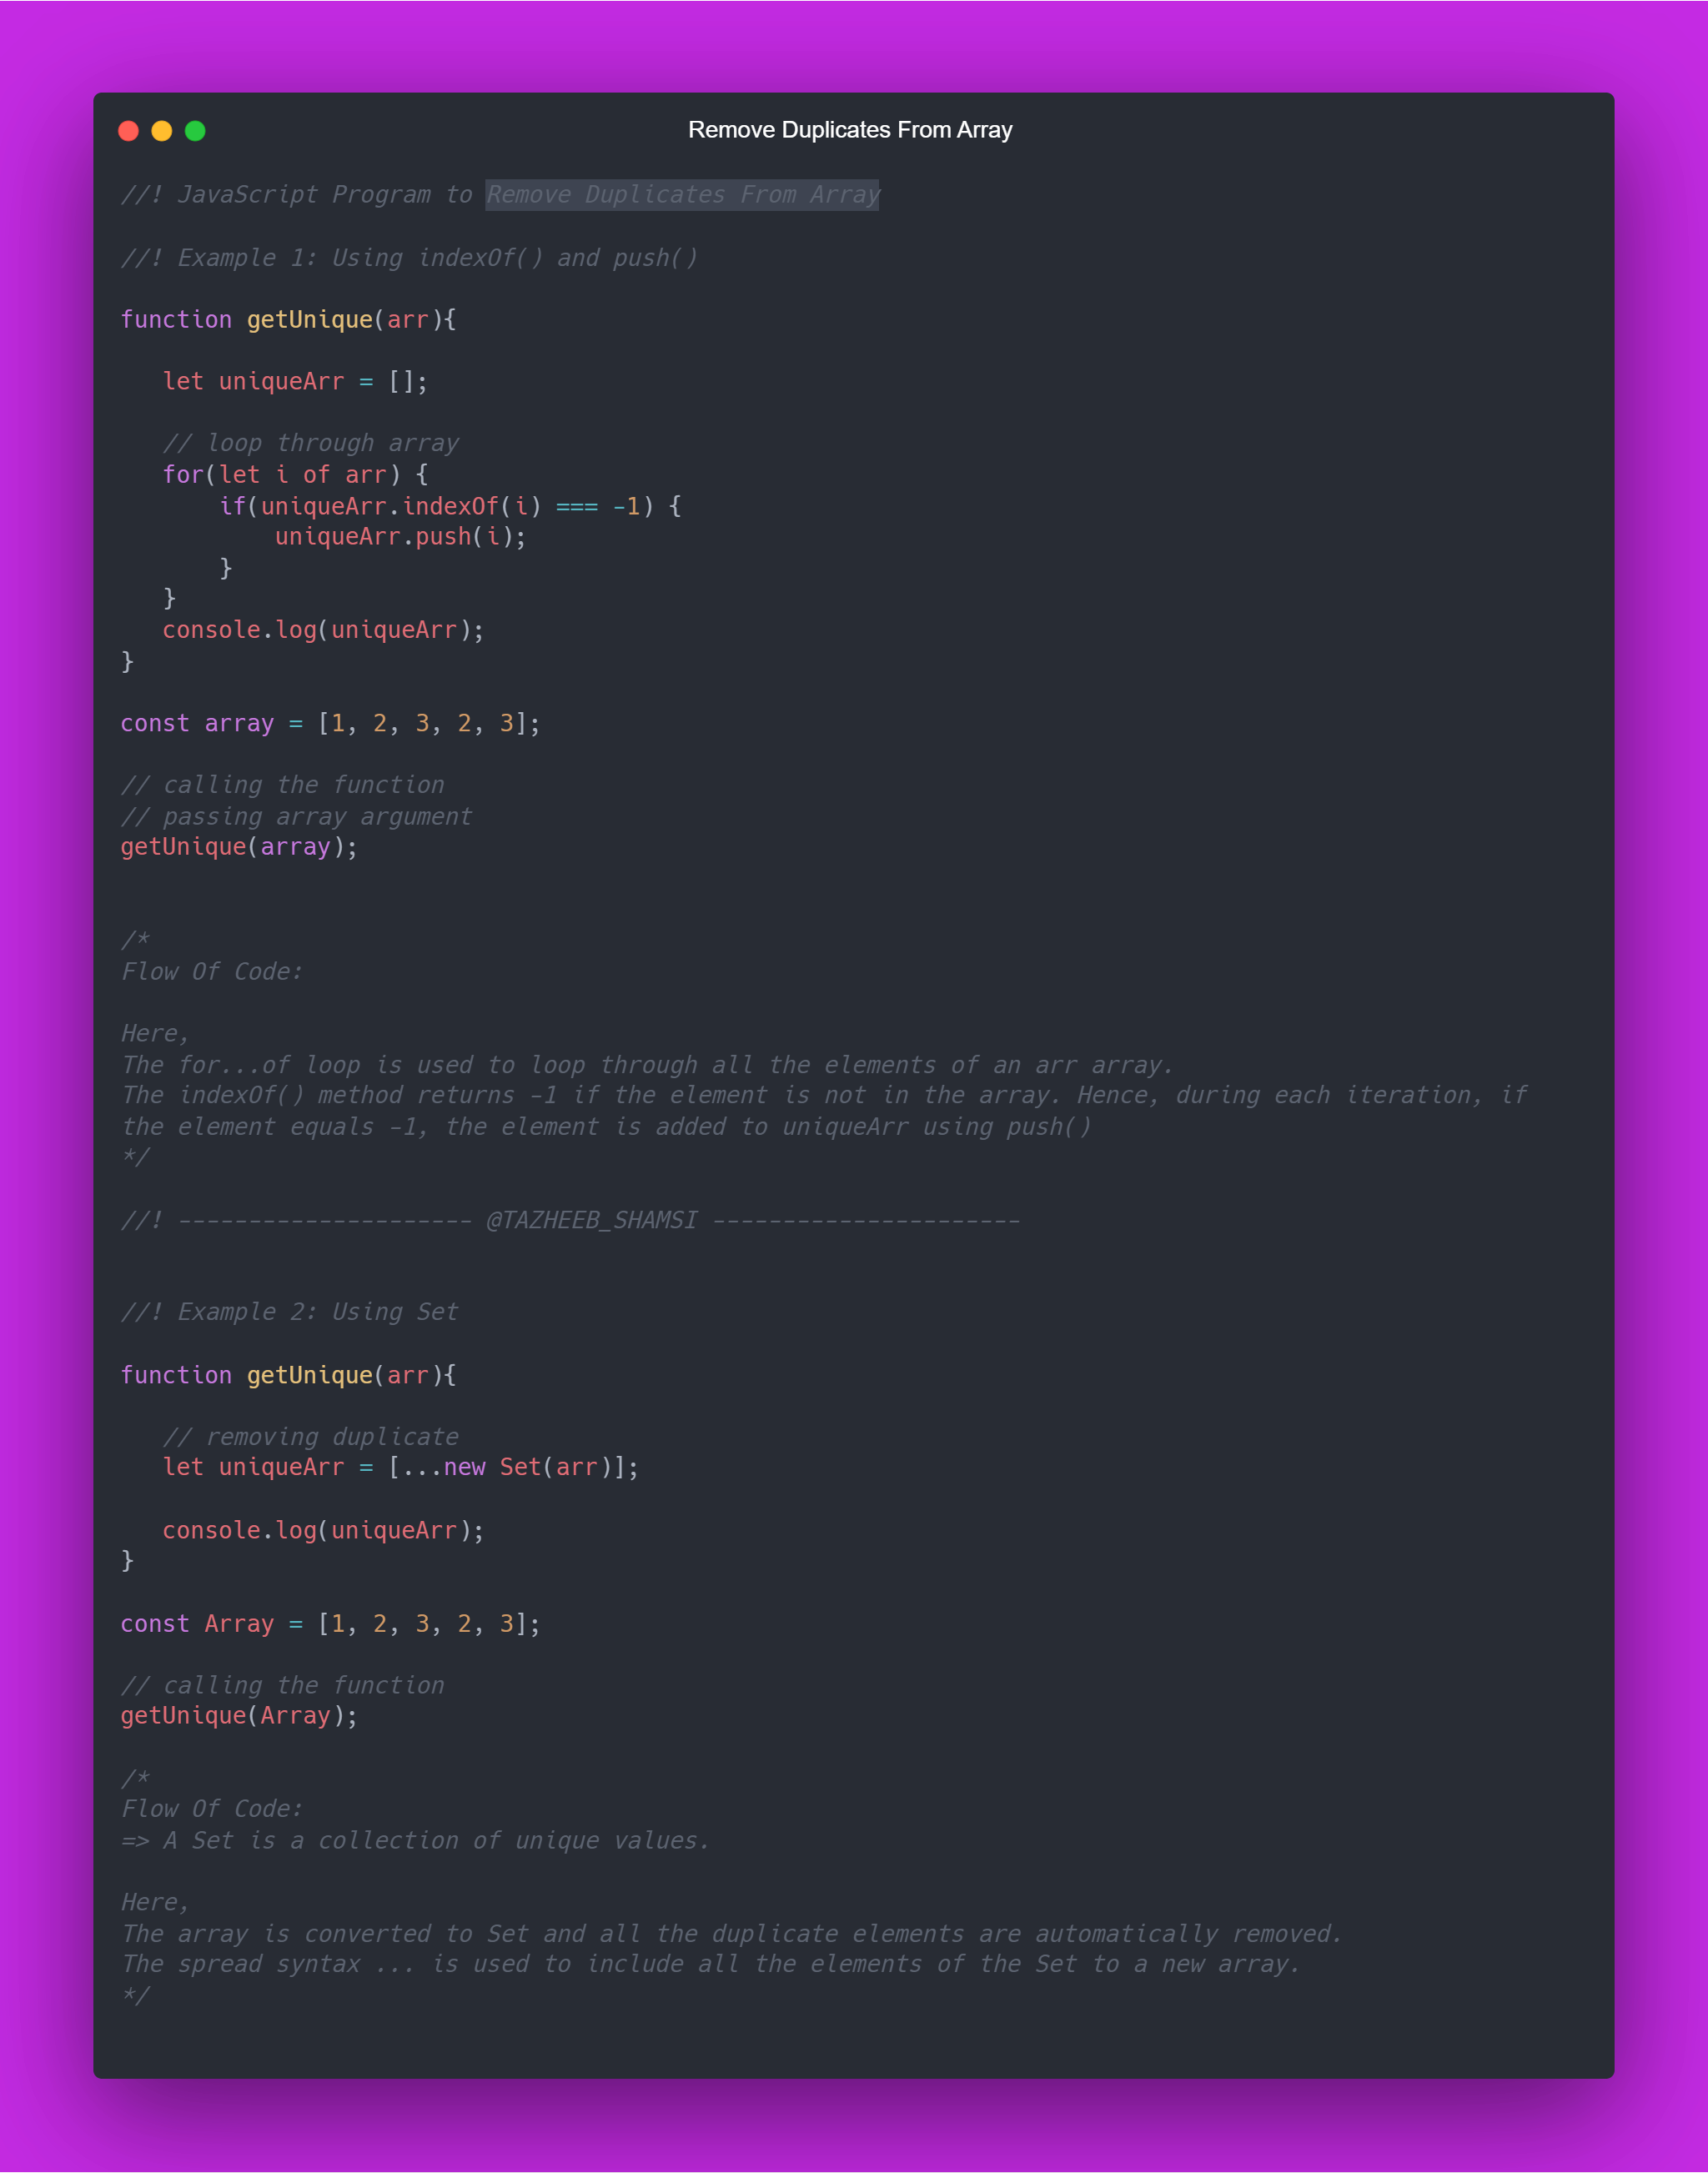 Remove Duplicates From Array
//! JavaScript Program to Remove Duplicates From Array
//! Example 1: Using indexOf() and push()
function getUnique(arr){
let uniqueArr = [];
// loop through array
for(let i of arr) {
if(uniqueArr.indexOf(i) === -1) {
uniqueArr.push(i);
}
}
console.log(uniqueArr);
}
const array = [1, 2, 3, 2, 3];
// calling the function
// passing array argument
getUnique(array);
/*
Flow Of Code:
Here,
The for...of loop is used to loop through all the elements of an arr array.
The indexOf() method returns -1 if the element is not in the array. Hence, during each iteration, if
the element equals -1, the element is added to uniqueArr using push()
*/
//! --------------------- @TAZHEEB_SHAMSI ----------------------
//! Example 2: Using Set
function getUnique(arr){
// removing duplicate
let uniqueArr = [...new Set(arr)];
console.log(uniqueArr);
}
const Array = [1, 2, 3, 2, 3];
// calling the function
getUnique(Array);
/*
Flow Of Code:
=> A Set is a collection of unique values.
Here,
The array is converted to Set and all the duplicate elements are automatically removed.
The spread syntax ... is used to include all the elements of the Set to a new array.
*/